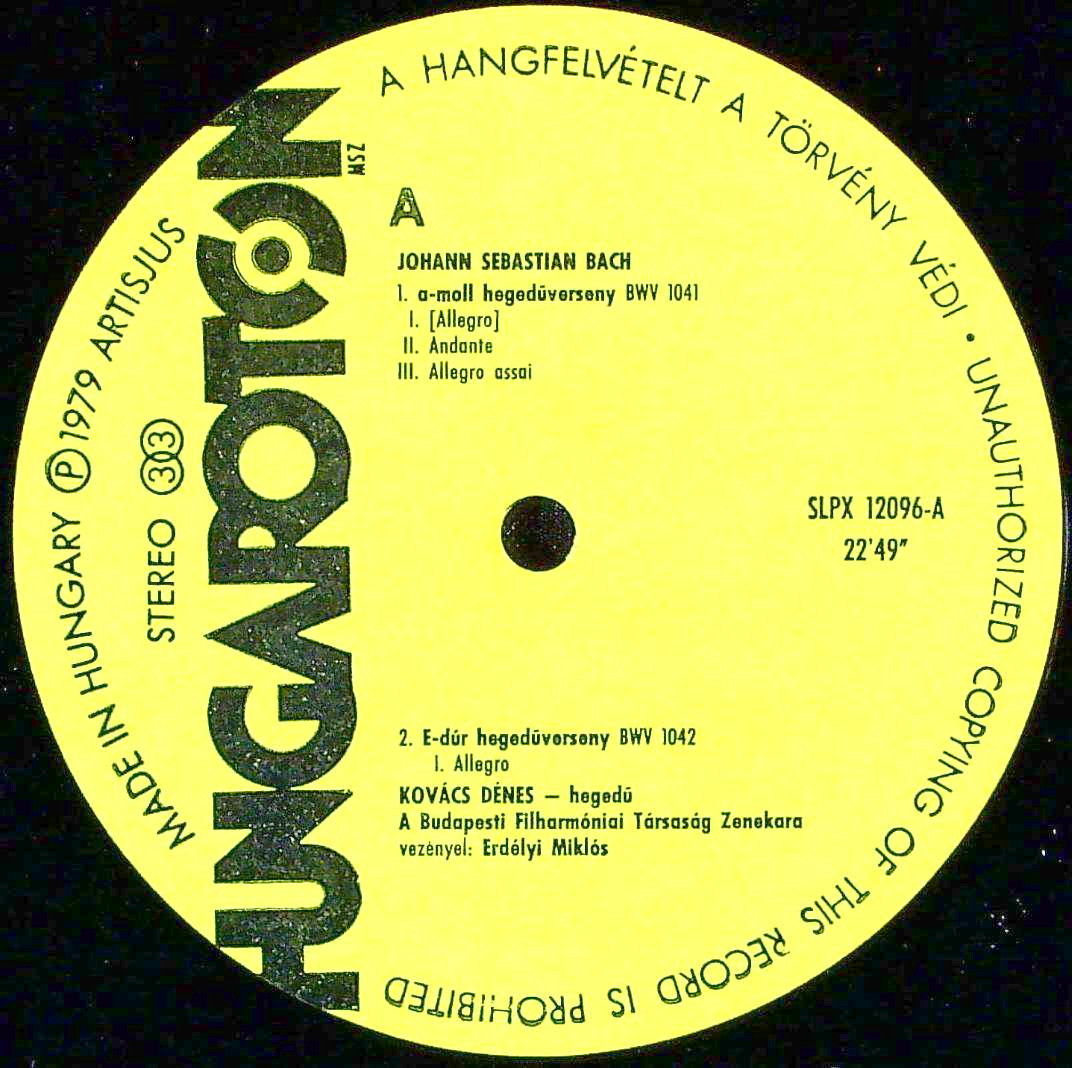 A HANGFELVÉTELT A TÖRVÉNY VÉDI • UNAUTHORIZED COPYING OF THIS RECORD IS PROHIBITED
MADE IN HUNGARY Ⓟ 1979 ARTISJUS
STEREO 303
HUNGAROTON
MSZ
A
JOHANN SEBASTIAN BACH
1. a-moll hegedűverseny BWV 1041
I. [Allegro]
II. Andante
III. Allegro assai
SLPX 12096-A
22'49"
2. E-dúr hegedűverseny BWV 1042
I. Allegro
KOVÁCS DÉNES — hegedű
A Budapesti Filharmóniai Társaság Zenekara
vezényel: Erdélyi Miklós